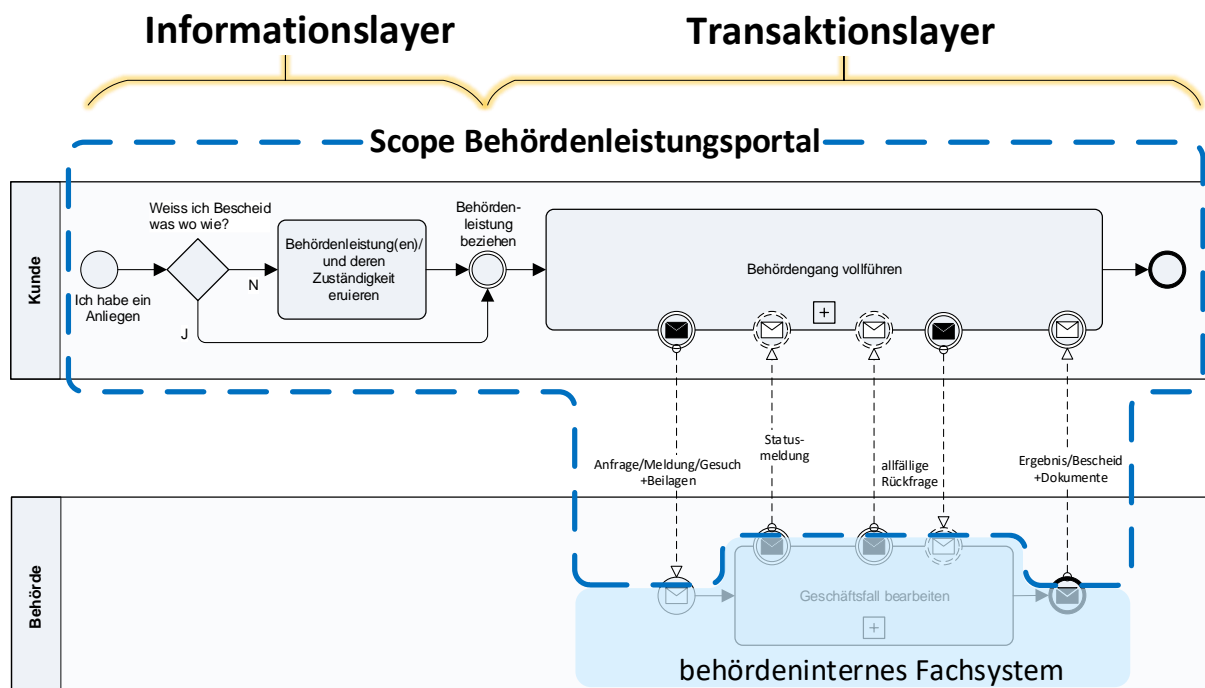 Informationslayer
Transaktionslayer
Scope Behördenleistungsportal
Kunde
Weiss ich Bescheid
was wo wie?
Ich habe ein
Anliegen
N
J
Behördenleistung(en)/
und deren
Zuständigkeit
eruieren
Behörden-
leistung
beziehen
Behördengang vollführen
Anfrage/Meldung/Gesuch
+Beilagen
Status-
meldung
allfällige
Rückfrage
Ergebnis/Bescheid
+Dokumente
Behörde
Geschäftsfall bearbeiten
behördeninternes Fachsystem